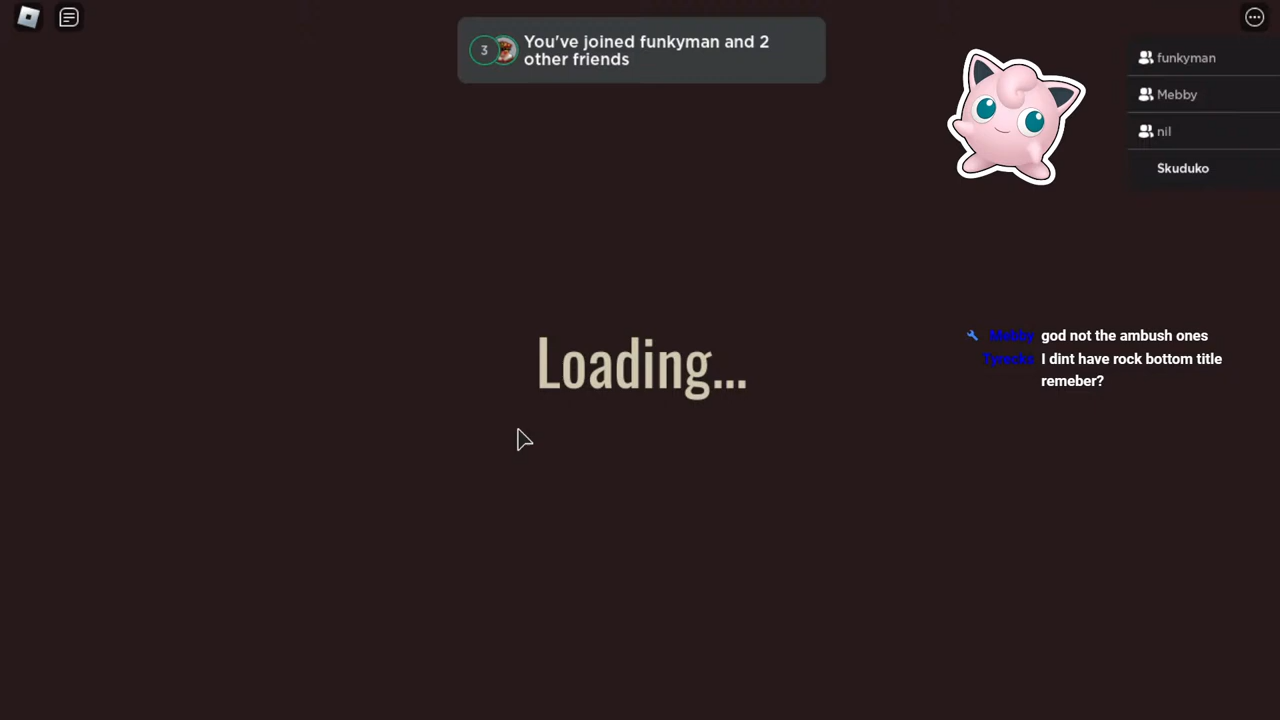 3
You've joined funkyman and 2
other friends
funkyman
Mebby
nil
Skuduko
Loading...
Mebby god not the ambush ones
Tyrocks I dint have rock bottom title
remeber?